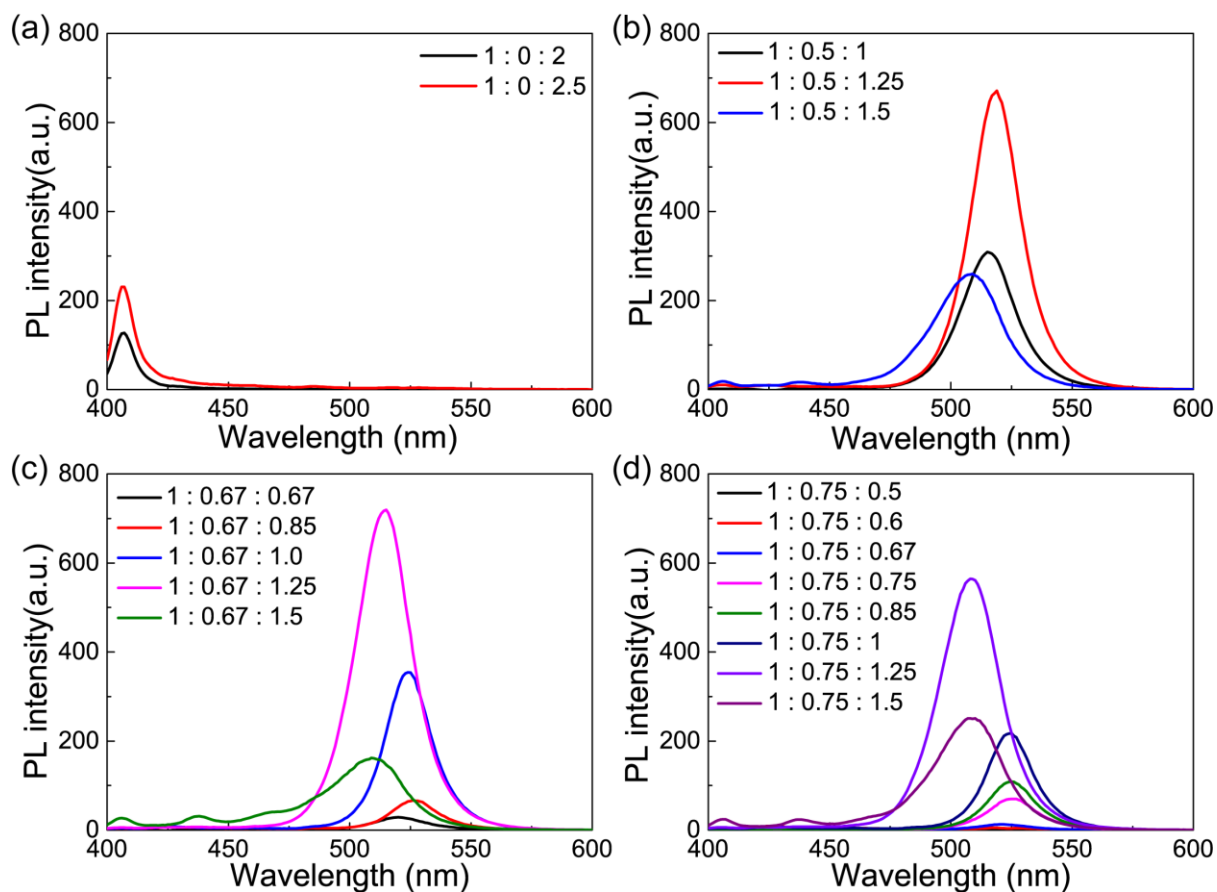 (a)
800
600
400
200
0
PL intensity(a.u.)
1 : 0 : 2
1 : 0 : 2.5
400 450 500 550 600
Wavelength (nm)
(b)
800
600
400
200
0
PL intensity(a.u.)
1 : 0.5 : 1
1 : 0.5 : 1.25
1 : 0.5 : 1.5
400 450 500 550 600
Wavelength (nm)
(c)
800
600
400
200
0
PL intensity(a.u.)
1 : 0.67 : 0.67
1 : 0.67 : 0.85
1 : 0.67 : 1.0
1 : 0.67 : 1.25
1 : 0.67 : 1.5
400 450 500 550 600
Wavelength (nm)
(d)
800
600
400
200
0
PL intensity(a.u.)
1 : 0.75 : 0.5
1 : 0.75 : 0.6
1 : 0.75 : 0.67
1 : 0.75 : 0.75
1 : 0.75 : 0.85
1 : 0.75 : 1
1 : 0.75 : 1.25
1 : 0.75 : 1.5
400 450 500 550 600
Wavelength (nm)